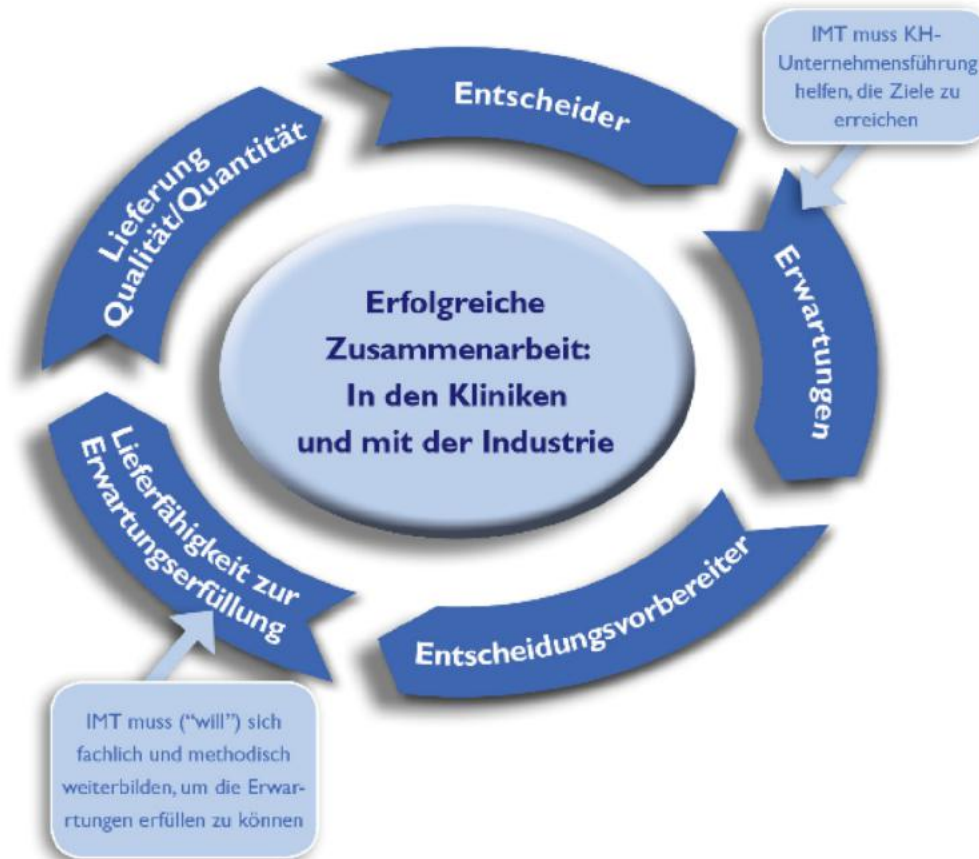 IMT muss KH-
Unternehmensführung
helfen, die Ziele zu
erreichen
Entscheider
Erwartungen
Entscheidungsvorbereiter
Lieferfähigkeit zur
Erwartungserfüllung
Lieferung
Qualität/Quantität
Erfolgreiche
Zusammenarbeit:
In den Kliniken
und mit der Industrie
IMT muss (“will”) sich
fachlich und methodisch
weiterbilden, um die Erwar-
rtungen erfüllen zu können